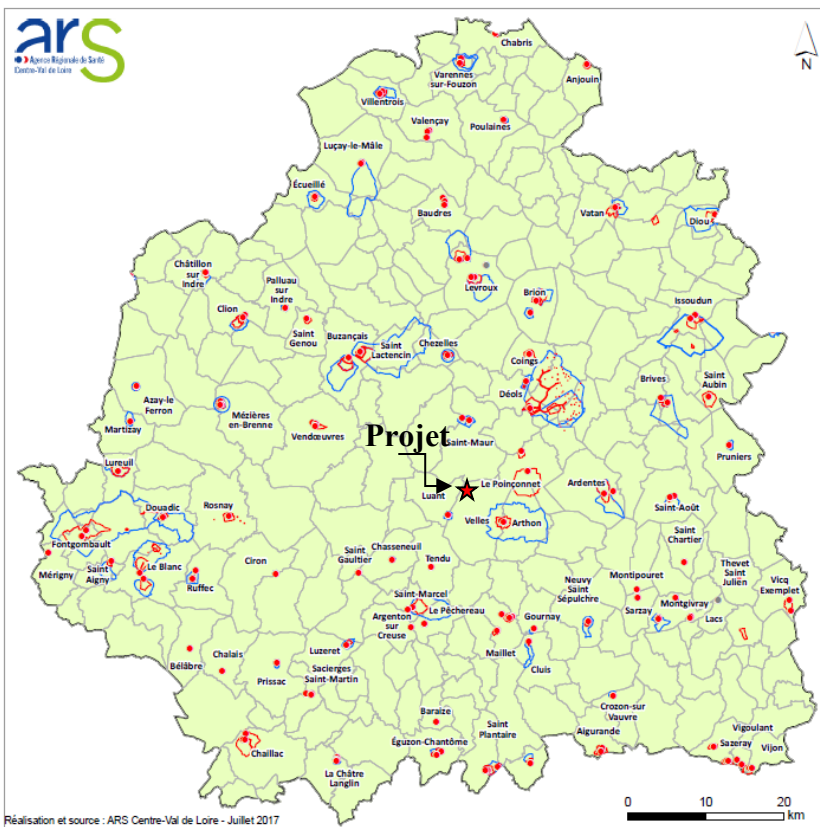 ars
Agence Régionale de Santé
Centre-Val de Loire
N
Chabris
Varennes
sur-Fouzon
Anjouin
Villentrois
Valençay
Poulaines
Luçay-le-Mâle
Écueillé
Baudres
Vatan
Diou
Châtillon
sur
Indre
Palluau
sur
Indre
Levroux
Brion
Issoudun
Clion
Saint
Genou
Buzançais
Saint
Lactencin
Chezelles
Coings
Saint
Aubin
Déols
Brives
Azay-le
Ferron
Mézières
en-Brenne
Martizay
Vendœuvres
Projet
Saint-Maur
Pruniers
Lureuil
Le Poinçonnet
Ardentes
Luant
Douadic
Rosnay
Velles
Arthon
Saint-Août
Fontgombault
Saint
Chartier
Mérigny
Saint
Aigny
Le Blanc
Ruffec
Ciron
Saint
Gaultier
Chasseneuil
Tendu
Neuvy
Saint
Sépulchre
Montipouret
Thevet
Saint
Julien
Vicq
Exemplet
Saint-Marcel
Le Pêchereau
Argenton
sur
Creuse
Gournay
Sarzay
Montgivray
Lacs
Maillet
Cluis
Luzeret
Bélâbre
Chalais
Prissac
Sacierges
Saint-Martin
Crozon-sur
Vauvre
Baraize
Saint
Plantaire
Aigurande
Vigoulant
Sazeray
Vijon
Éguzon-Chantôme
Chaillac
La Châtre
Langlin
0 10 20
km
Réalisation et source : ARS Centre-Val de Loire - Juillet 2017